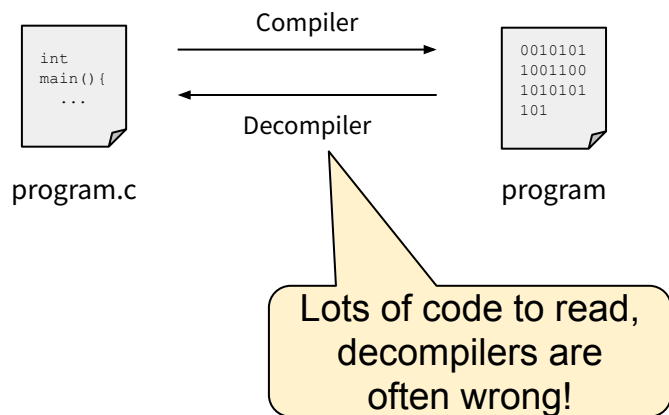 Compiler
int
main(){
...
0010101
1001100
1010101
101
Decompiler
program.c
program
Lots of code to read,
decompilers are
often wrong!